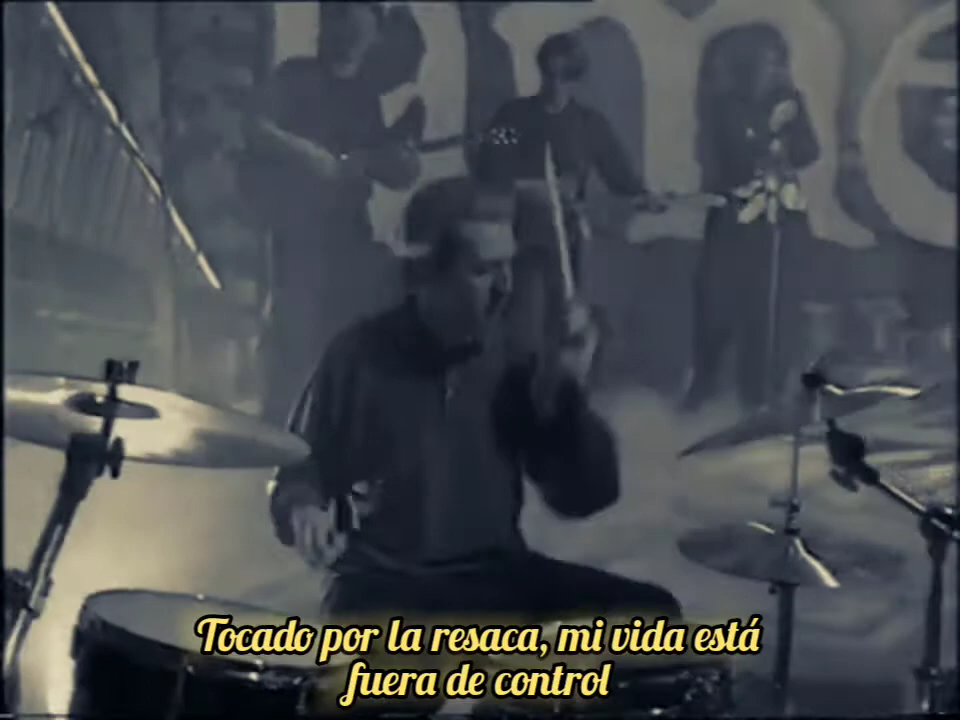 Tocado por la resaca, mi vida está
fuera de control